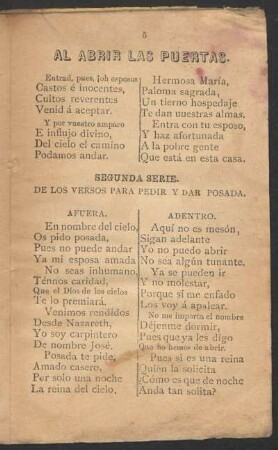 5
AL ABRIR LAS PUERTAS.
Entrad, pues, ¡oh esposos
Castos é inocentes,
Cultos reverentes
Venid á aceptar.
Y por vuestro amparo
E influjo divino,
Del cielo el camino
Podamos andar.
Hermosa María,
Paloma sagrada,
Un tierno hospedaje
Te dan nuestras almas.
Entra con tu esposo,
Y haz afortunada
A la pobre gente
Que está en esta casa.
SEGUNDA SERIE.
DE LOS VERSOS PARA PEDIR Y DAR POSADA.
AFUERA.
En nombre del cielo,
Os pido posada,
Pues no puede andar
Ya mi esposa amada
No seas inhumano,
Ténnos caridad,
Que el Dios de los cielos
Te lo premiará.
Venimos rendidos
Desde Nazareth,
Yo soy carpintero
De nombre José.
Posada te pide,
Amado casero,
Per solo una noche
La reina del cielo.
ADENTRO.
Aquí no es mesón,
Sigan adelante
Yo no puedo abrir
No sea algún tunante.
Ya se pueden ir
Y no molestar,
Porque si me enfado
Los voy á apalear.
No me importa el nombre
Déjenme dormir,
Pues que ya les digo
Que no hemos de abrir.
Pues si es una reina
Quien la solicita
¿Cómo es que de noche
Anda tan solita?